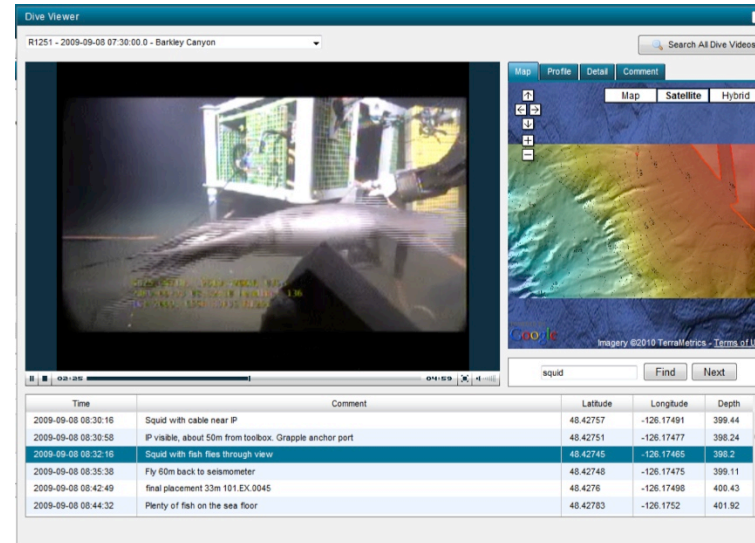 Dive Viewer
R1251 - 2009-09-08 07:30:00.0 - Barkley Canyon
Search All Dive Videos
Map Profile Detail Comment
Map Satellite Hybrid
Google
Imagery ©2010 TerraMetrics - Terms of U
02:25 04:59
squid Find Next
Time Comment Latitude Longitude Depth
2009-09-08 08:30:16 Squid with cable near IP 48.42757 -126.17491 399.44
2009-09-08 08:30:58 IP visible, about 50m from toolbox. Grapple anchor port 48.42751 -126.17477 398.24
2009-09-08 08:32:16 Squid with fish flies through view 48.42745 -126.17465 398.2
2009-09-08 08:35:38 Fly 60m back to seismometer 48.42748 -126.17475 399.11
2009-09-08 08:42:49 final placement 33m 101.EX.0045 48.4276 -126.17498 400.43
2009-09-08 08:44:32 Plenty of fish on the sea floor 48.42783 -126.1752 401.92